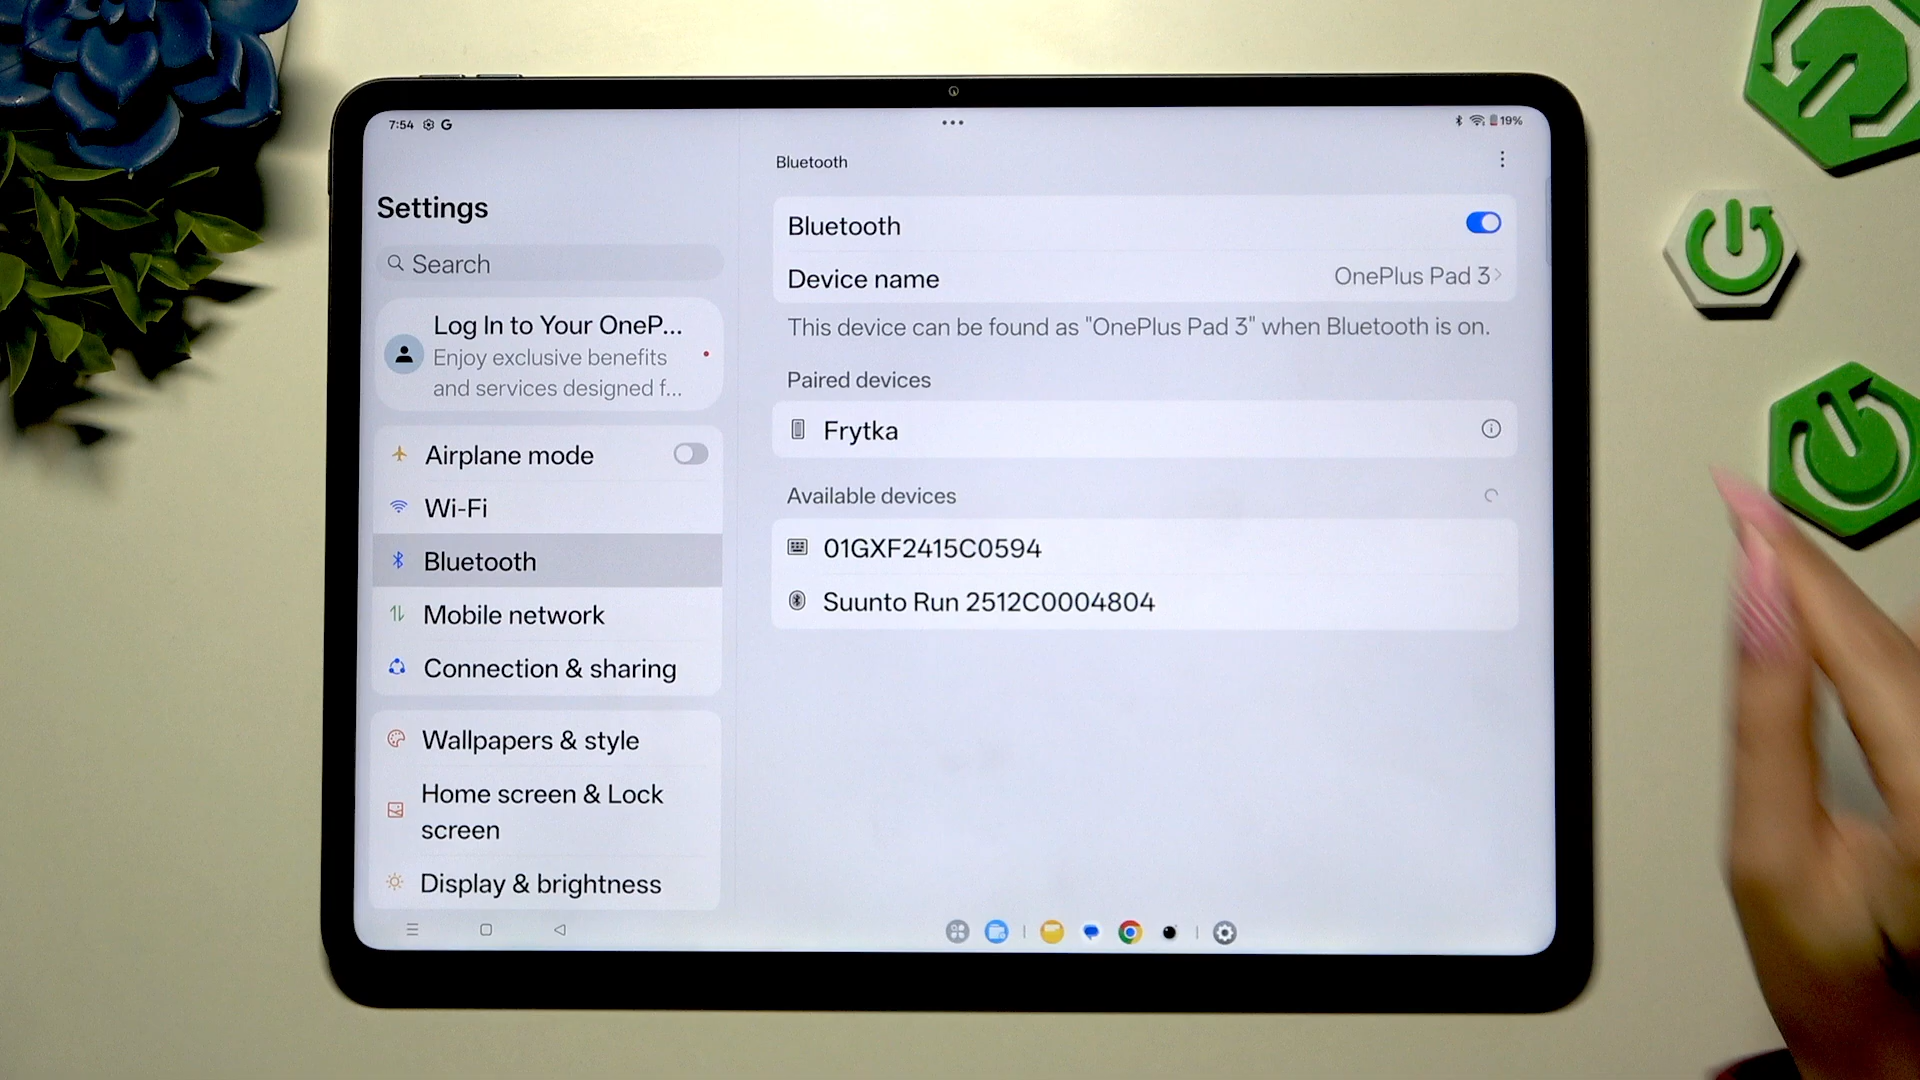 7:54
19%
Settings
Search
Log In to Your OneP...
Enjoy exclusive benefits
and services designed f...
Airplane mode
Wi-Fi
Bluetooth
Mobile network
Connection & sharing
Wallpapers & style
Home screen & Lock
screen
Display & brightness
Bluetooth
Bluetooth
Device name
OnePlus Pad 3
This device can be found as "OnePlus Pad 3" when Bluetooth is on.
Paired devices
Frytka
Available devices
01GXF2415C0594
Suunto Run 2512C0004804